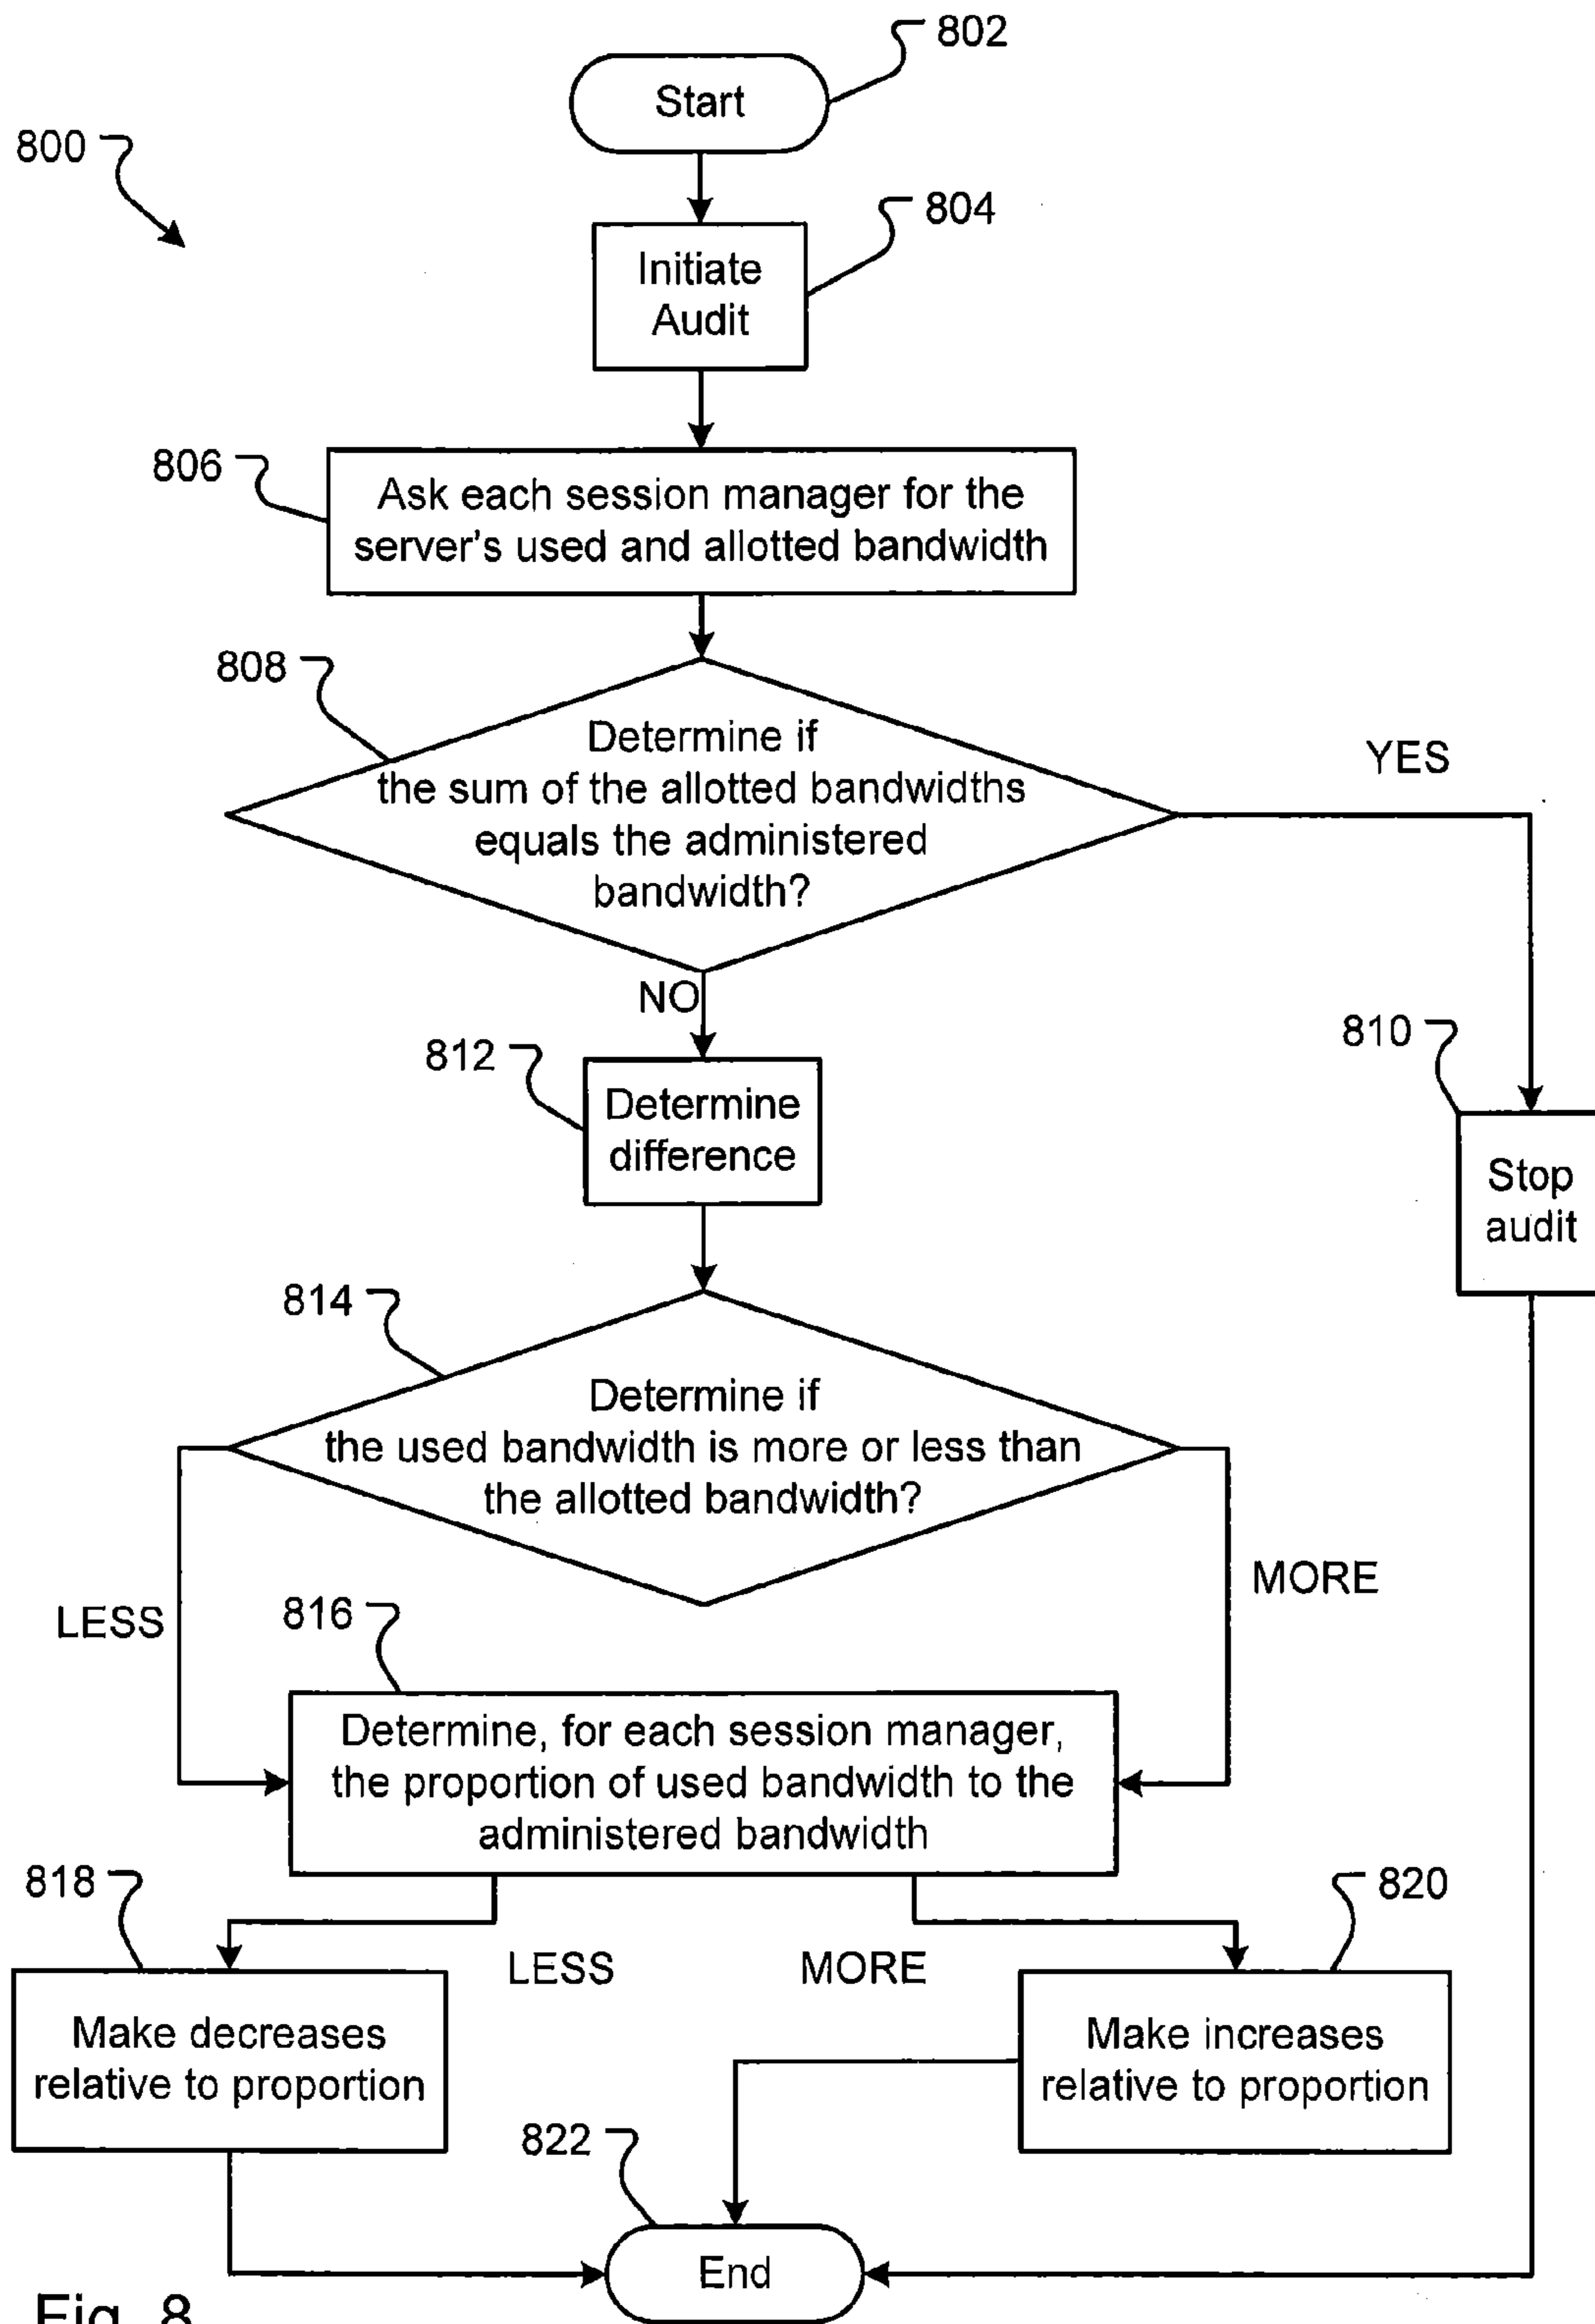 802
Start
800
804
Initiate
Audit
806
Ask each session manager for the
server's used and allotted bandwidth
808
Determine if
the sum of the allotted bandwidths
equals the administered
bandwidth?
YES
NO
810
812
Determine
difference
Stop
audit
814
Determine if
the used bandwidth is more or less than
the allotted bandwidth?
MORE
LESS
816
Determine, for each session manager,
the proportion of used bandwidth to the
administered bandwidth
818
820
LESS
MORE
Make decreases
relative to proportion
Make increases
relative to proportion
822
End
Fig. 8